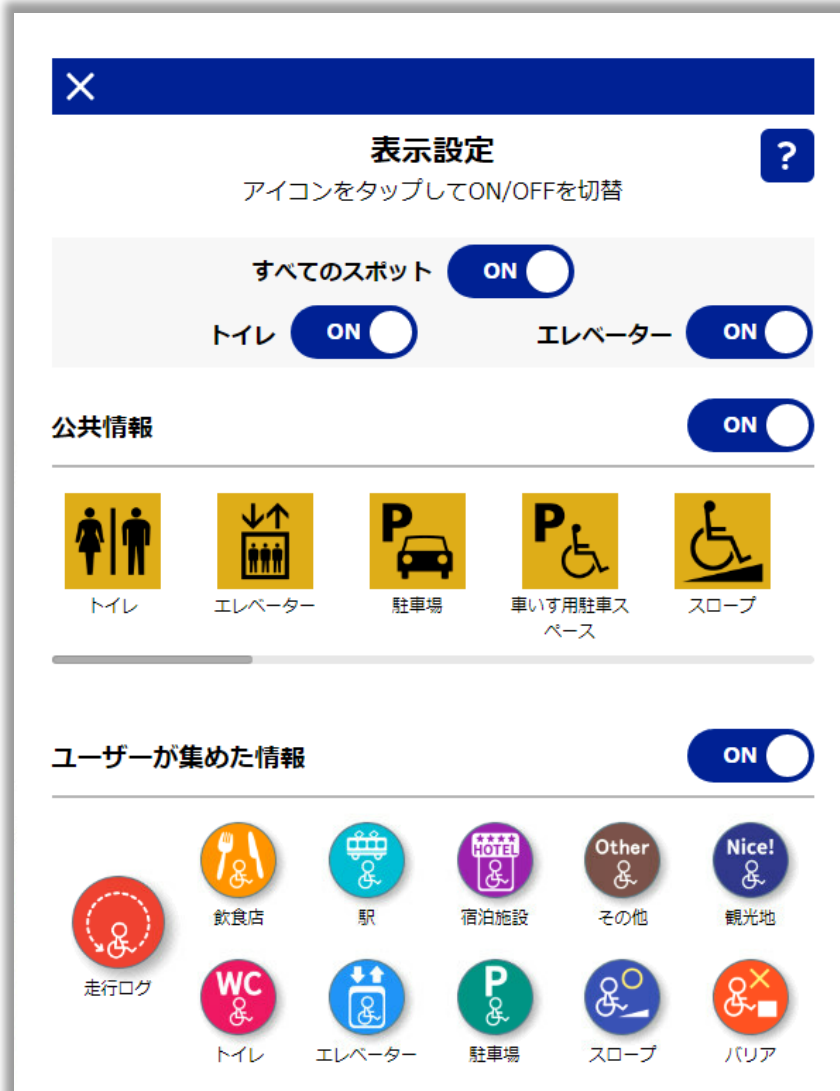 表示設定
?
アイコンをタップしてON/OFFを切替
すべてのスポット ON
トイレ ON エレベーター ON
公共情報 ON
P P
トイレ エレベーター 駐車場 車いす用駐車ス スロープ
ペース
ユーザーが集めた情報 ON
HOTEL Other Nice!
飲食店 駅 宿泊施設 その他 観光地
走行ログ
WC P
トイレ エレベーター 駐車場 スロープ バリア